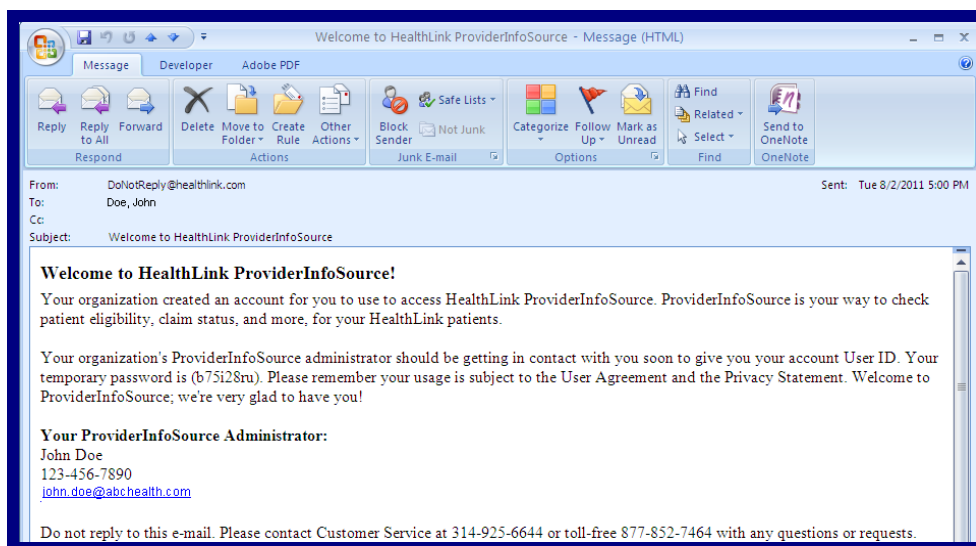 Welcome to HealthLink ProviderInfoSource - Message (HTML)
Message Developer Adobe PDF
Reply Reply to All Forward Delete Move to Folder Create Rule Other Actions Block Sender Safe Lists Not Junk Categorize Follow Up Mark as Unread Find Related Select Send to OneNote
Respond Actions Junk E-mail Options Find OneNote
From: DoNotReply@healthlink.com Sent: Tue 8/2/2011 5:00 PM
To: Doe, John
Cc:
Subject: Welcome to HealthLink ProviderInfoSource
Welcome to HealthLink ProviderInfoSource!
Your organization created an account for you to use to access HealthLink ProviderInfoSource. ProviderInfoSource is your way to check
patient eligibility, claim status, and more, for your HealthLink patients.
Your organization's ProviderInfoSource administrator should be getting in contact with you soon to give you your account User ID. Your
temporary password is (b75i28ru). Please remember your usage is subject to the User Agreement and the Privacy Statement. Welcome to
ProviderInfoSource; we're very glad to have you!
Your ProviderInfoSource Administrator:
John Doe
123-456-7890
john.doe@abchealth.com
Do not reply to this e-mail. Please contact Customer Service at 314-925-6644 or toll-free 877-852-7464 with any questions or requests.